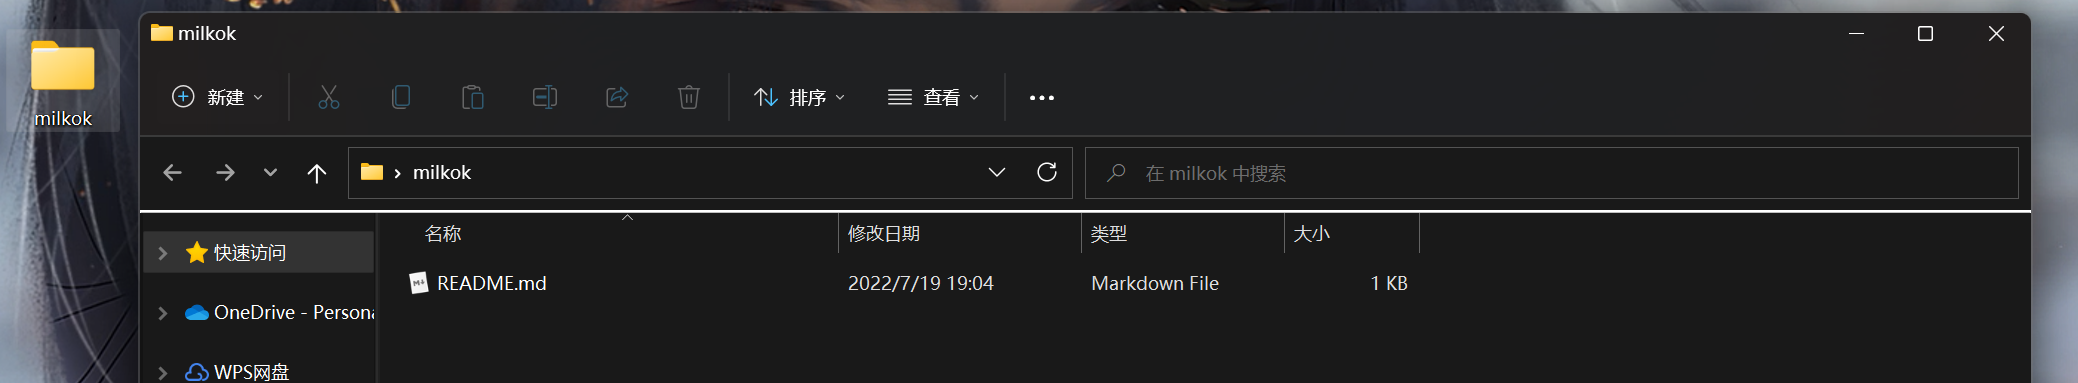 milkok
milkok
新建
排序
查看
milkok
在 milkok 中搜索
名称 修改日期 类型 大小
快速访问
README.md 2022/7/19 19:04 Markdown File 1 KB
OneDrive - Persona
WPS网盘